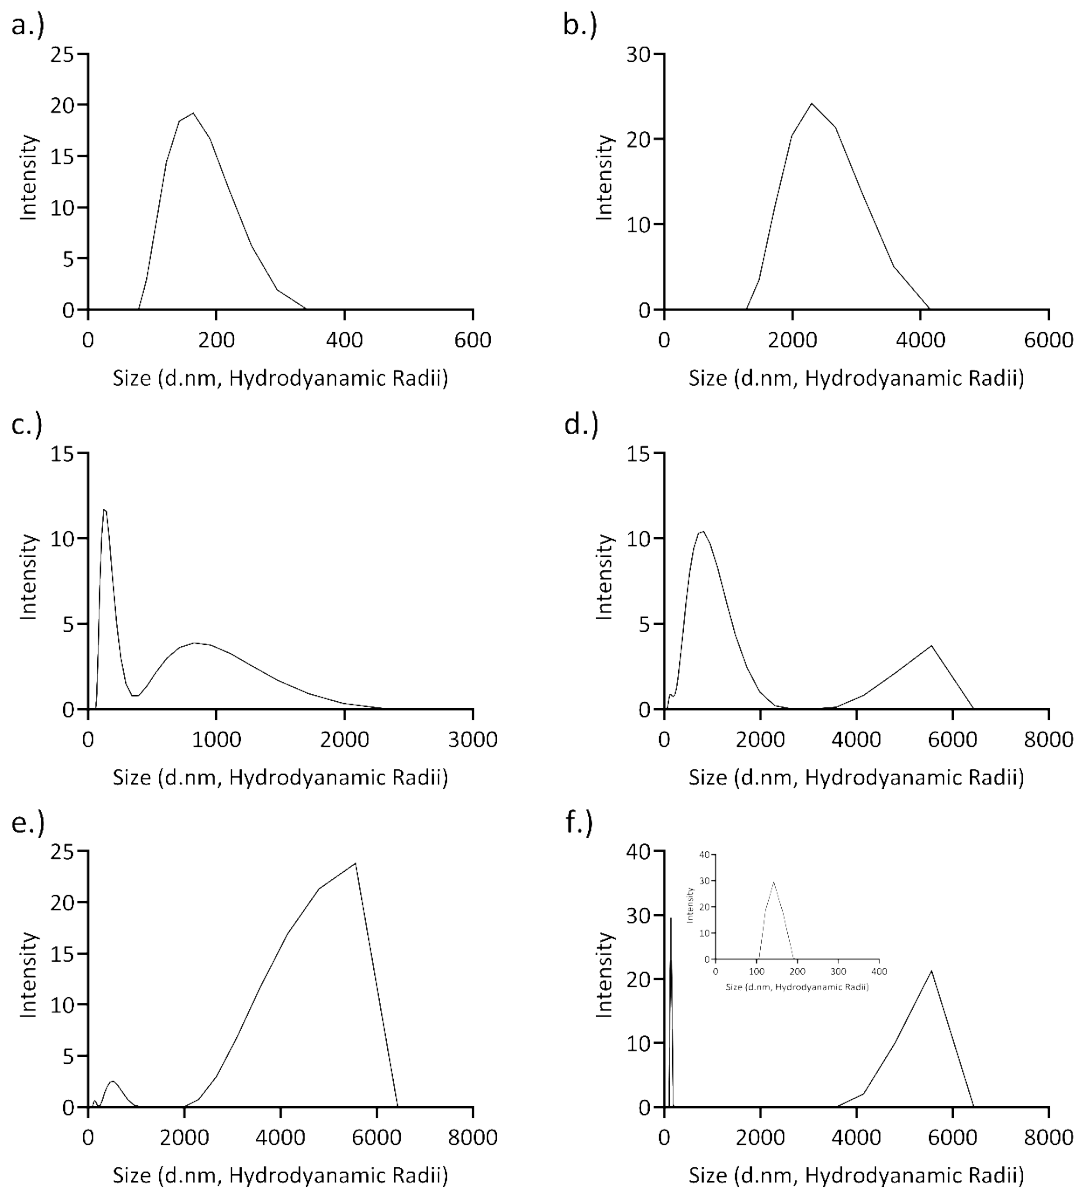 a.)
25
20
15
10
5
0
Intensity
0 200 400 600
Size (d.nm, Hydrodyanamic Radii)
b.)
30
20
10
0
Intensity
0 2000 4000 6000
Size (d.nm, Hydrodyanamic Radii)
c.)
15
10
5
0
Intensity
0 1000 2000 3000
Size (d.nm, Hydrodyanamic Radii)
d.)
15
10
5
0
Intensity
0 2000 4000 6000 8000
Size (d.nm, Hydrodyanamic Radii)
e.)
25
20
15
10
5
0
Intensity
0 2000 4000 6000 8000
Size (d.nm, Hydrodyanamic Radii)
f.)
40
30
20
10
0
Intensity
0 2000 4000 6000 8000
Size (d.nm, Hydrodyanamic Radii)
40
30
20
10
0
Intensity
0 100 200 300 400
Size (d.nm, Hydrodyanamic Radii)